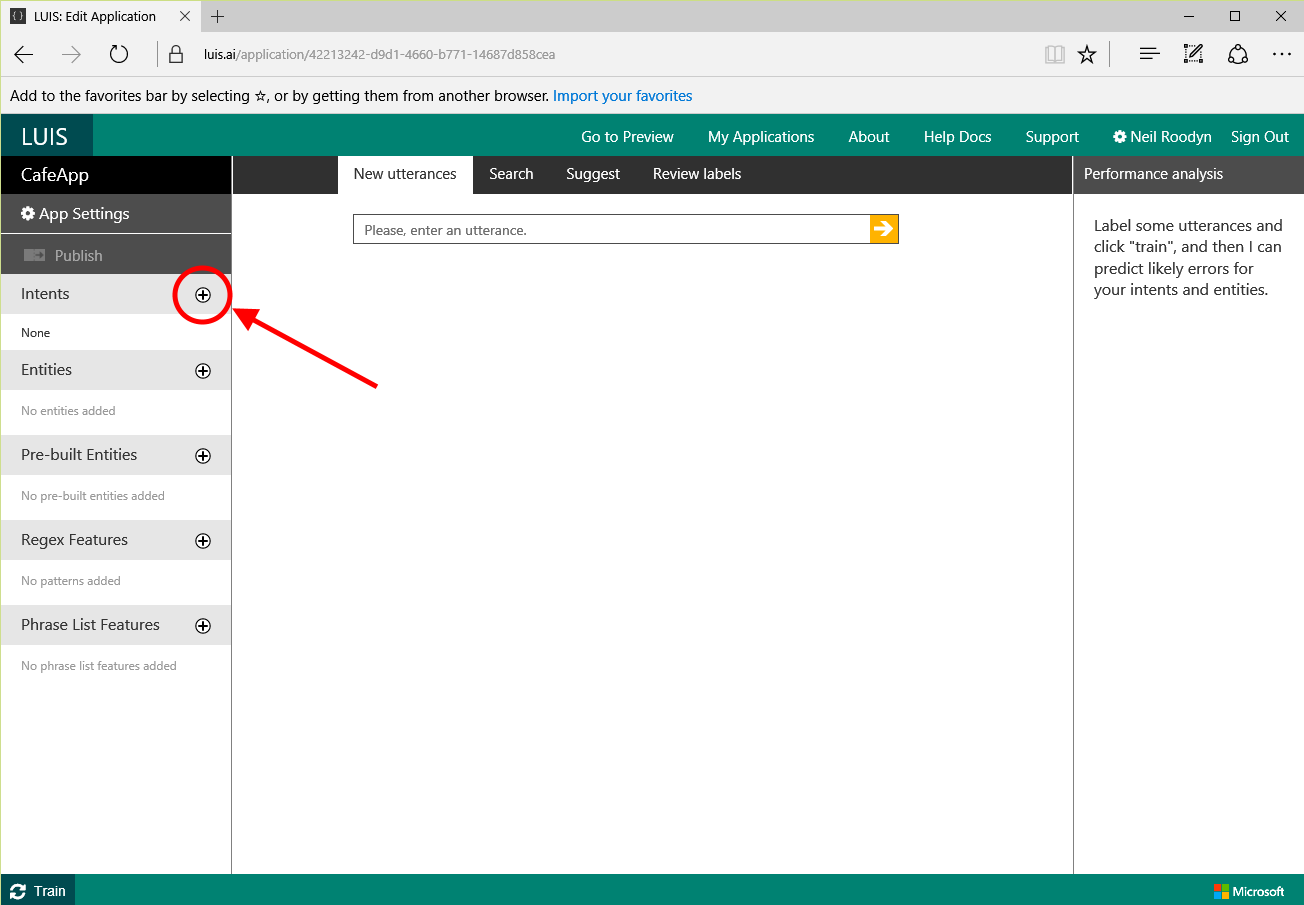 LUIS: Edit Application
luis.ai/application/42213242-d9d1-4660-b771-14687d858cea
Add to the favorites bar by selecting ☆, or by getting them from another browser. Import your favorites
LUIS
Go to Preview
My Applications
About
Help Docs
Support
Neil Roodyn
Sign Out
CafeApp
New utterances
Search
Suggest
Review labels
Performance analysis
App Settings
Publish
Please, enter an utterance.
Label some utterances and
click "train", and then I can
predict likely errors for
your intents and entities.
Intents
None
Entities
No entities added
Pre-built Entities
No pre-built entities added
Regex Features
No patterns added
Phrase List Features
No phrase list features added
Train
Microsoft